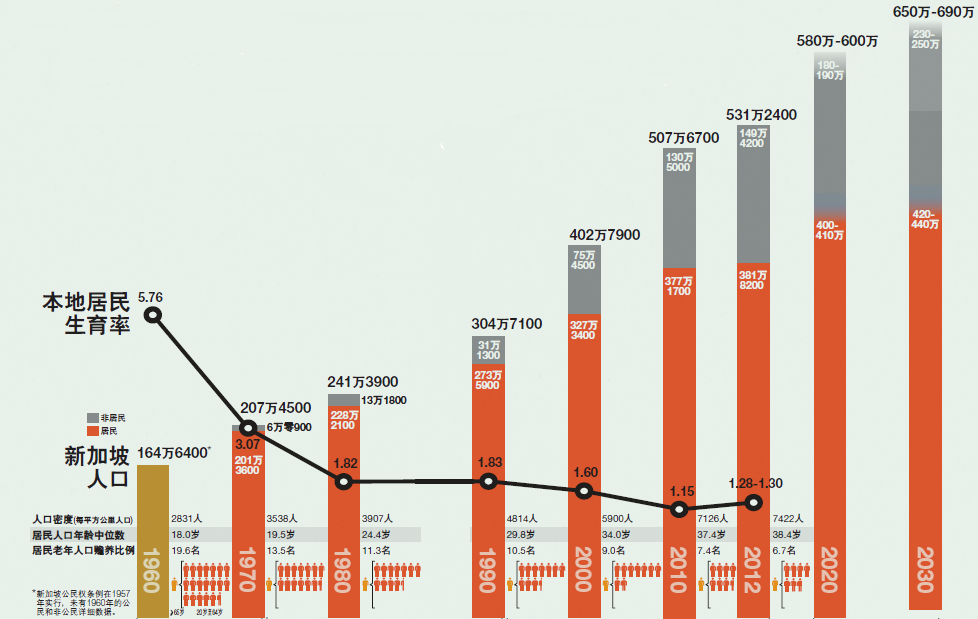 650万-690万
230-
250万
420-
440万
2030
580万-600万
180-
190万
400-
410万
2020
531万2400
149万
4200
381万
8200
2012
507万6700
130万
5000
377万
1700
2010
402万7900
75万
4500
327万
3400
2000
304万7100
31万
1300
273万
5900
1990
241万3900
13万1800
228万
2100
1980
207万4500
6万零900
201万
3600
1970
164万6400*
1960
本地居民
生育率
5.76
3.07
1.82
1.83
1.60
1.15
1.28-1.30
非居民
居民
新加坡
人口
人口密度(每平方公里人口)
2831人
3538人
3907人
4814人
5900人
7126人
7422人
居民人口年龄中位数
18.0岁
19.5岁
24.4岁
29.8岁
34.0岁
37.4岁
38.4岁
居民老年人口赡养比例
19.6名
13.5名
11.3名
10.5名
9.0名
7.4名
6.7名
*新加坡公民权条例在1957
年实行，未有1960年的公
民和非公民详细数据。
20岁至64岁